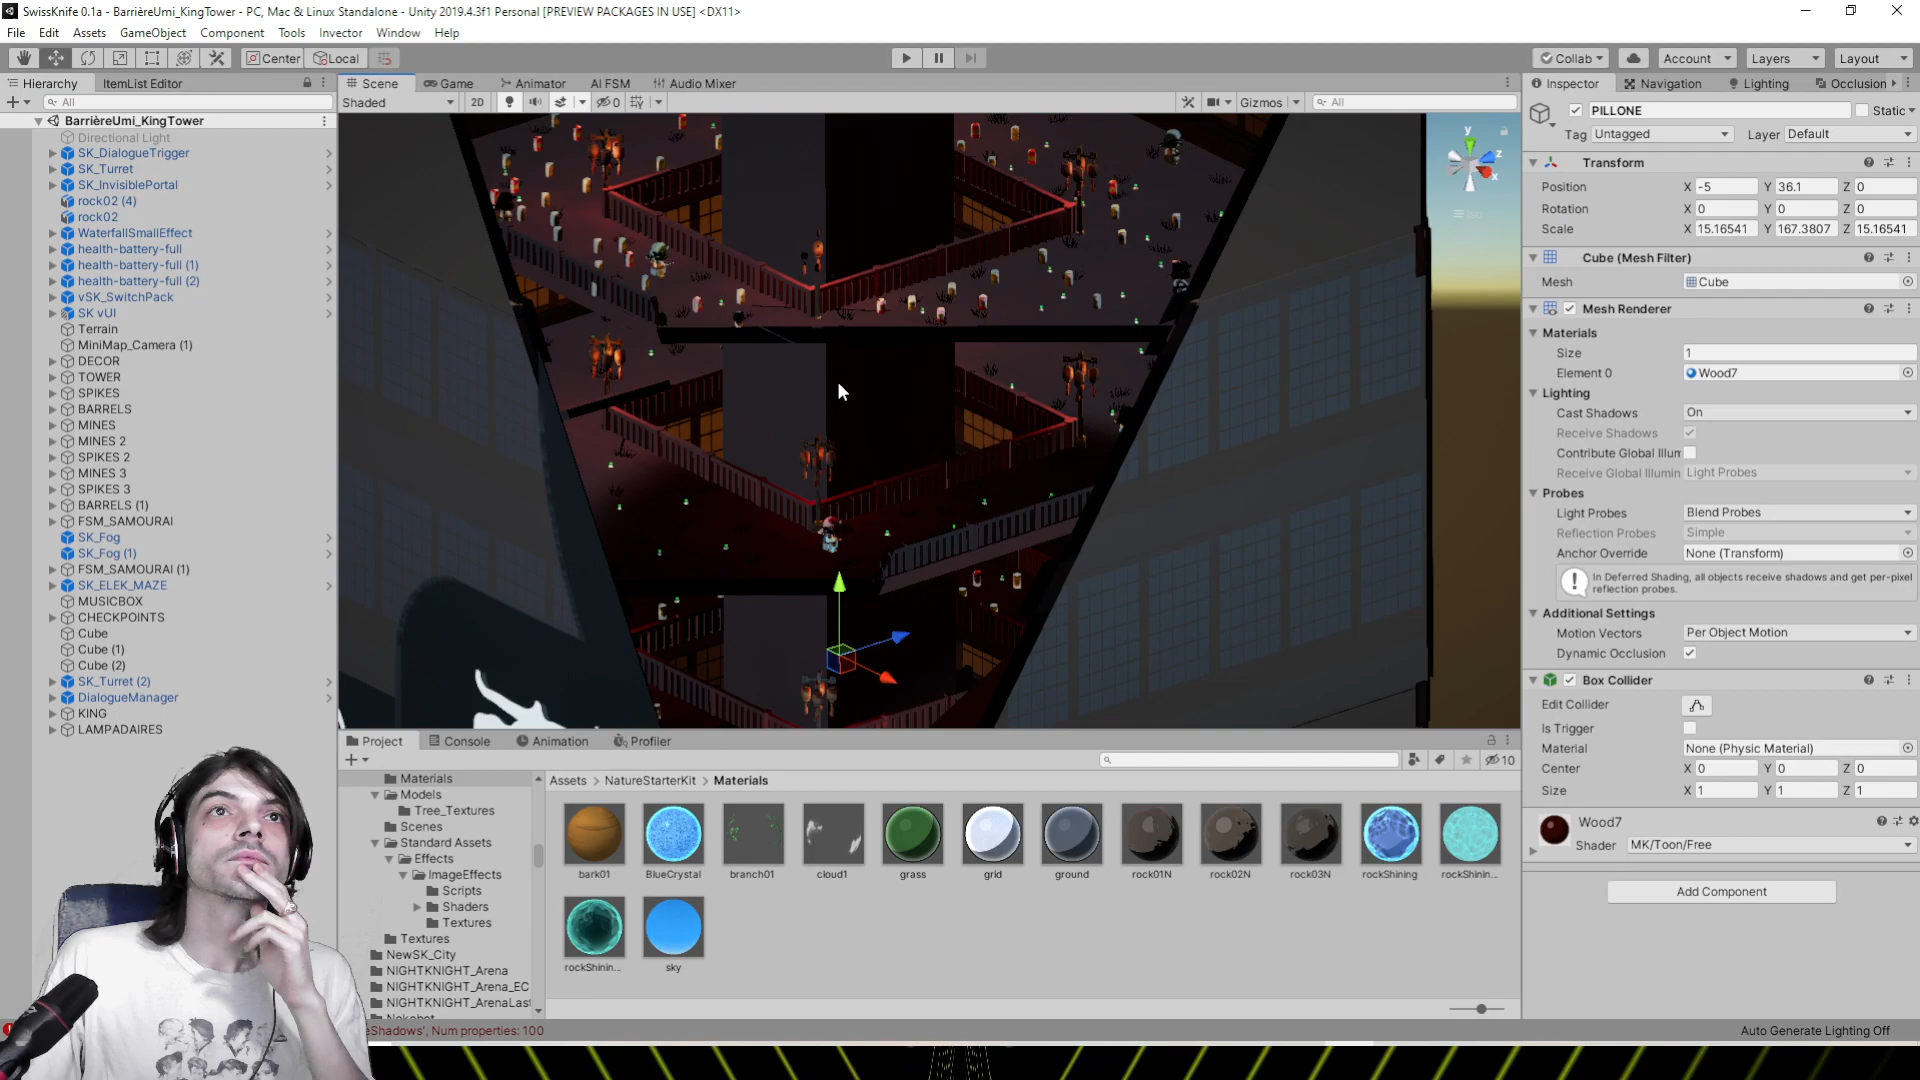 SwissKnife 0.1a - BarrièreUmi_KingTower - PC, Mac & Linux Standalone - Unity 2019.4.3f1 Personal [PREVIEW PACKAGES IN USE] <DX11>
File Edit Assets GameObject Component Tools Invector Window Help
Center Local Collab Account Layers Layout
Hierarchy ItemList Editor
All
BarrièreUmi_KingTower
Directional Light
SK_DialogueTrigger
SK_Turret
SK_InvisiblePortal
rock02 (4)
rock02
WaterfallSmallEffect
health-battery-full
health-battery-full (1)
health-battery-full (2)
vSK_SwitchPack
SK vUI
Terrain
MiniMap_Camera (1)
DECOR
TOWER
SPIKES
BARRELS
MINES
MINES 2
SPIKES 2
MINES 3
SPIKES 3
BARRELS (1)
FSM_SAMOURAI
SK_Fog
SK_Fog (1)
FSM_SAMOURAI (1)
SK_ELEK_MAZE
MUSICBOX
CHECKPOINTS
Cube
Cube (1)
Cube (2)
SK_Turret (2)
DialogueManager
KING
LAMPADAIRES
Scene Game Animator AI FSM Audio Mixer
Shaded 2D 0 Gizmos All
y
z
x
Iso
Project Console Animation Profiler
10
Materials
Models
Tree_Textures
Scenes
Standard Assets
Effects
ImageEffects
Scripts
Shaders
Textures
Textures
NewSK_City
NIGHTKNIGHT_Arena
NIGHTKNIGHT_Arena_EC
NIGHTKNIGHT_ArenaLas
Assets > NatureStarterKit > Materials
bark01 BlueCrystal branch01 cloud1 grass grid ground rock01N rock02N rock03N rockShining rockShinin...
rockShinin... sky
Inspector Navigation Lighting Occlusion
PILLONE Static
Tag Untagged Layer Default
Transform
Position X -5 Y 36.1 Z 0
Rotation X 0 Y 0 Z 0
Scale X 15.16541 Y 167.3807 Z 15.16541
Cube (Mesh Filter)
Mesh Cube
Mesh Renderer
Materials
Size 1
Element 0 Wood7
Lighting
Cast Shadows On
Receive Shadows
Contribute Global Illum
Receive Global Illumin Light Probes
Probes
Light Probes Blend Probes
Reflection Probes Simple
Anchor Override None (Transform)
In Deferred Shading, all objects receive shadows and get per-pixel
reflection probes.
Additional Settings
Motion Vectors Per Object Motion
Dynamic Occlusion
Box Collider
Edit Collider
Is Trigger
Material None (Physic Material)
Center X 0 Y 0 Z 0
Size X 1 Y 1 Z 1
Wood7
Shader MK/Toon/Free
Add Component
eShadows', Num properties: 100
Auto Generate Lighting Off